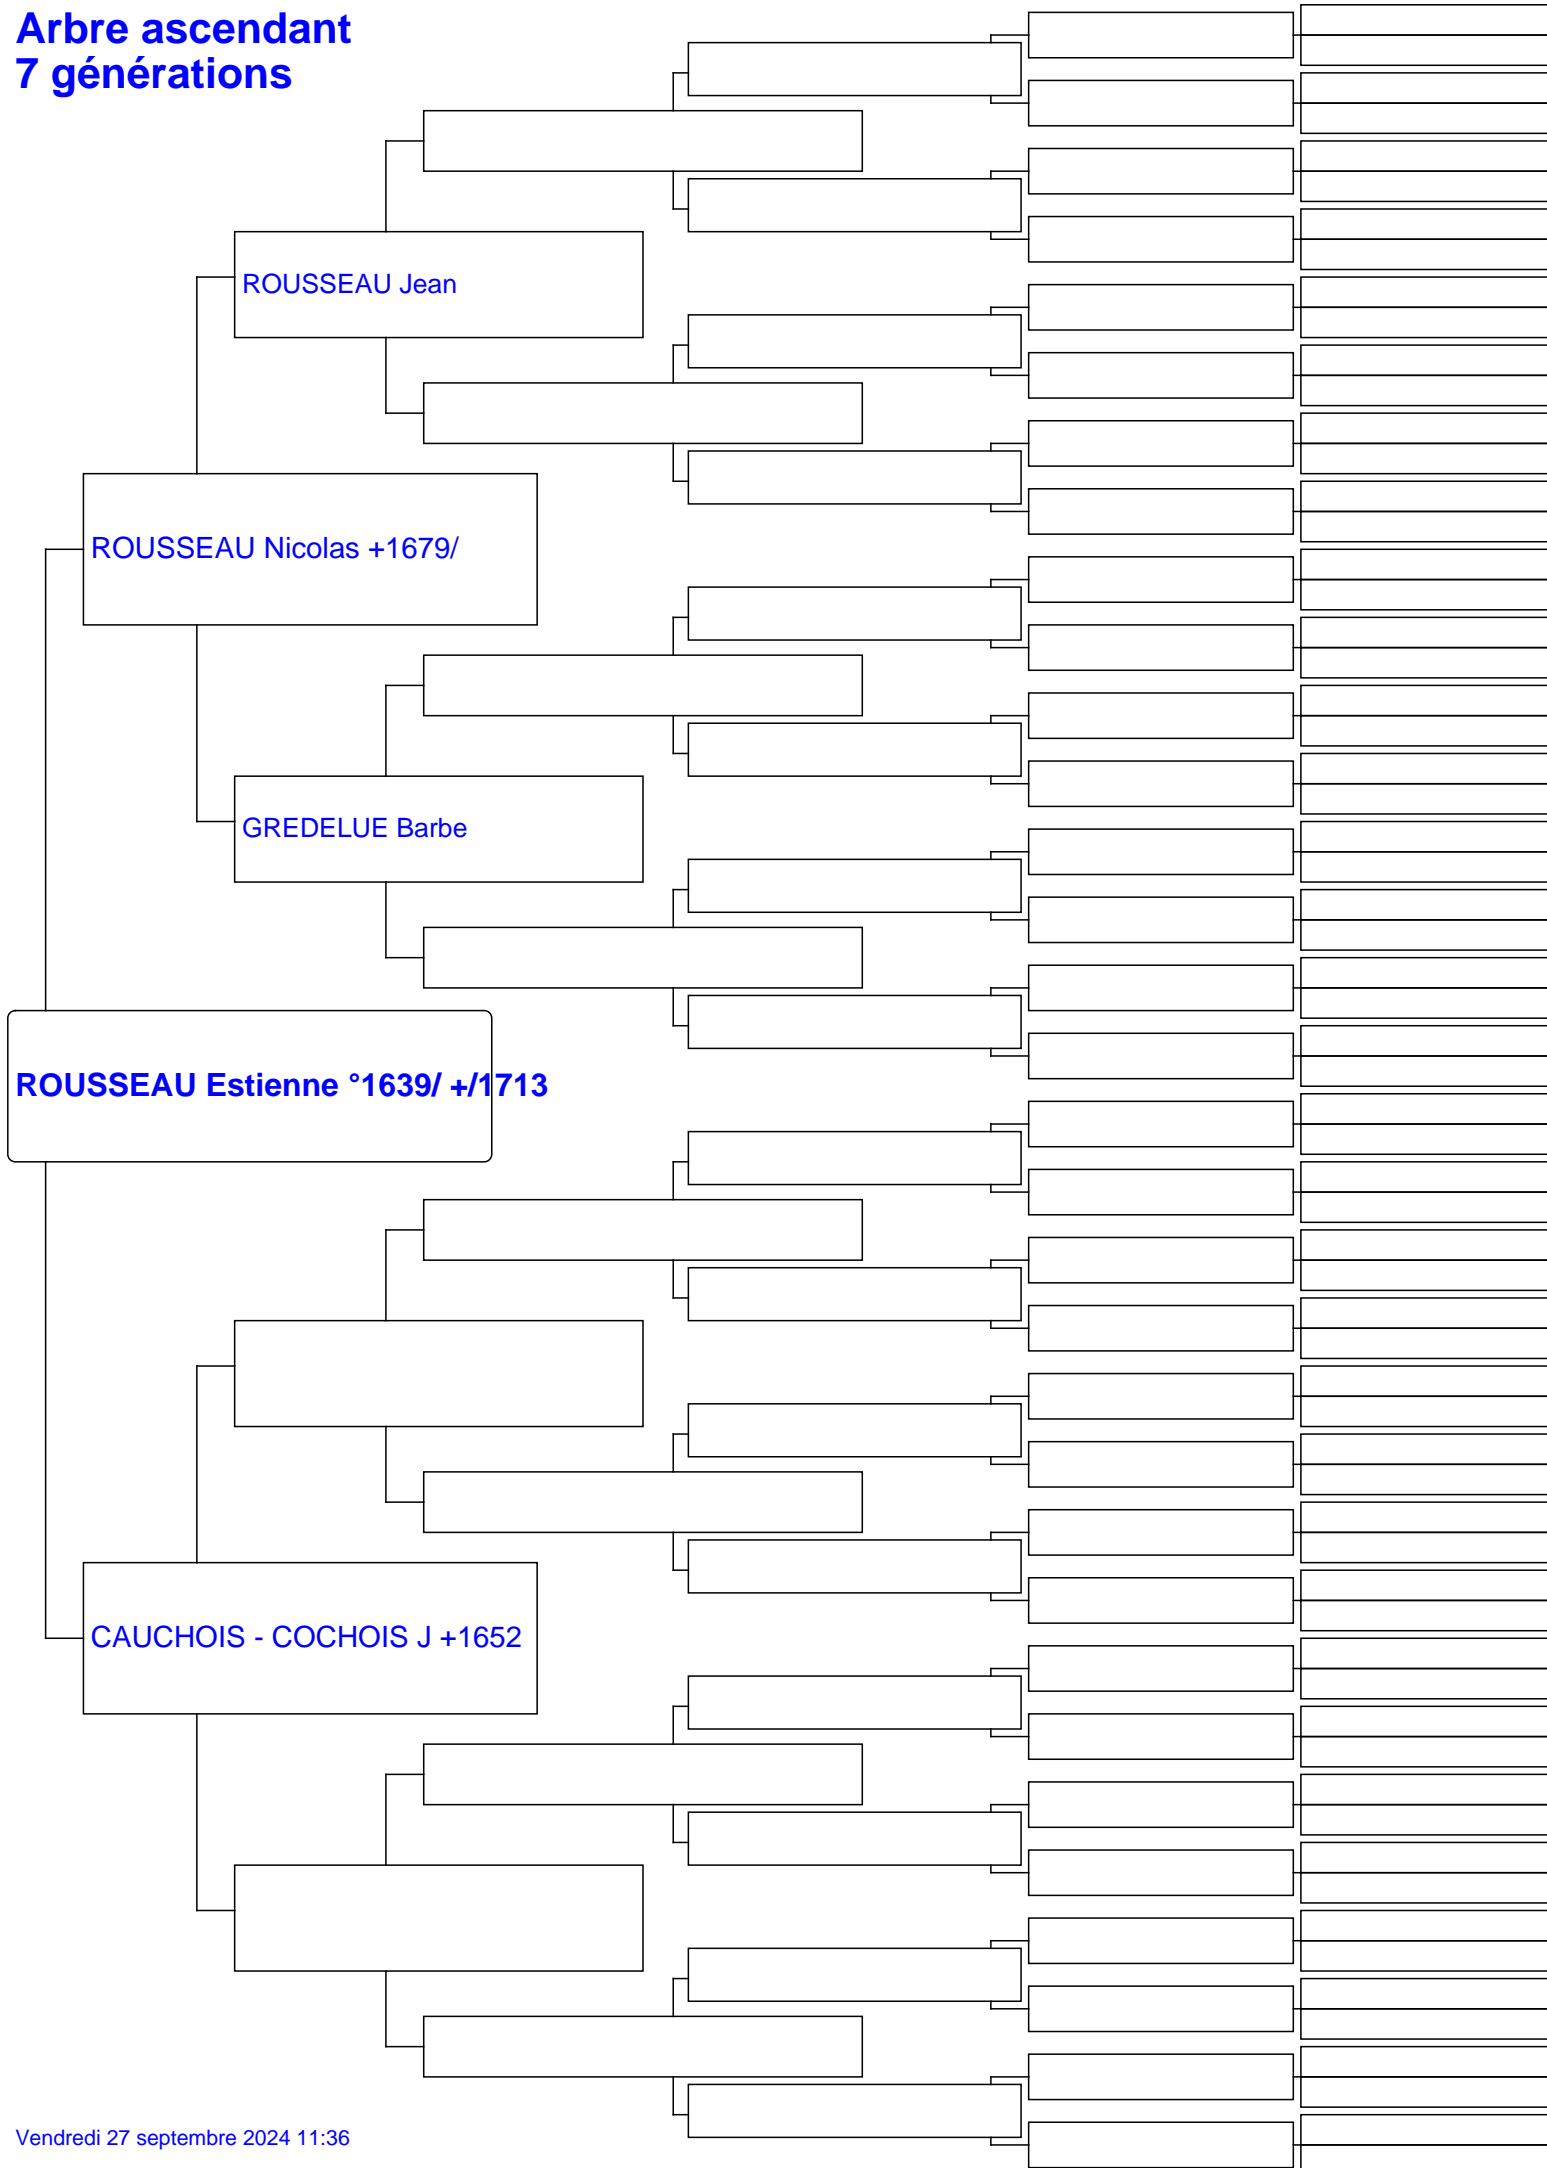 Arbre ascendant
7 générations
ROUSSEAU Jean
ROUSSEAU Nicolas +1679/
GREDELUE Barbe
ROUSSEAU Estienne °1639/ +/1713
CAUCHOIS - COCHOIS J +1652
Vendredi 27 septembre 2024 11:36